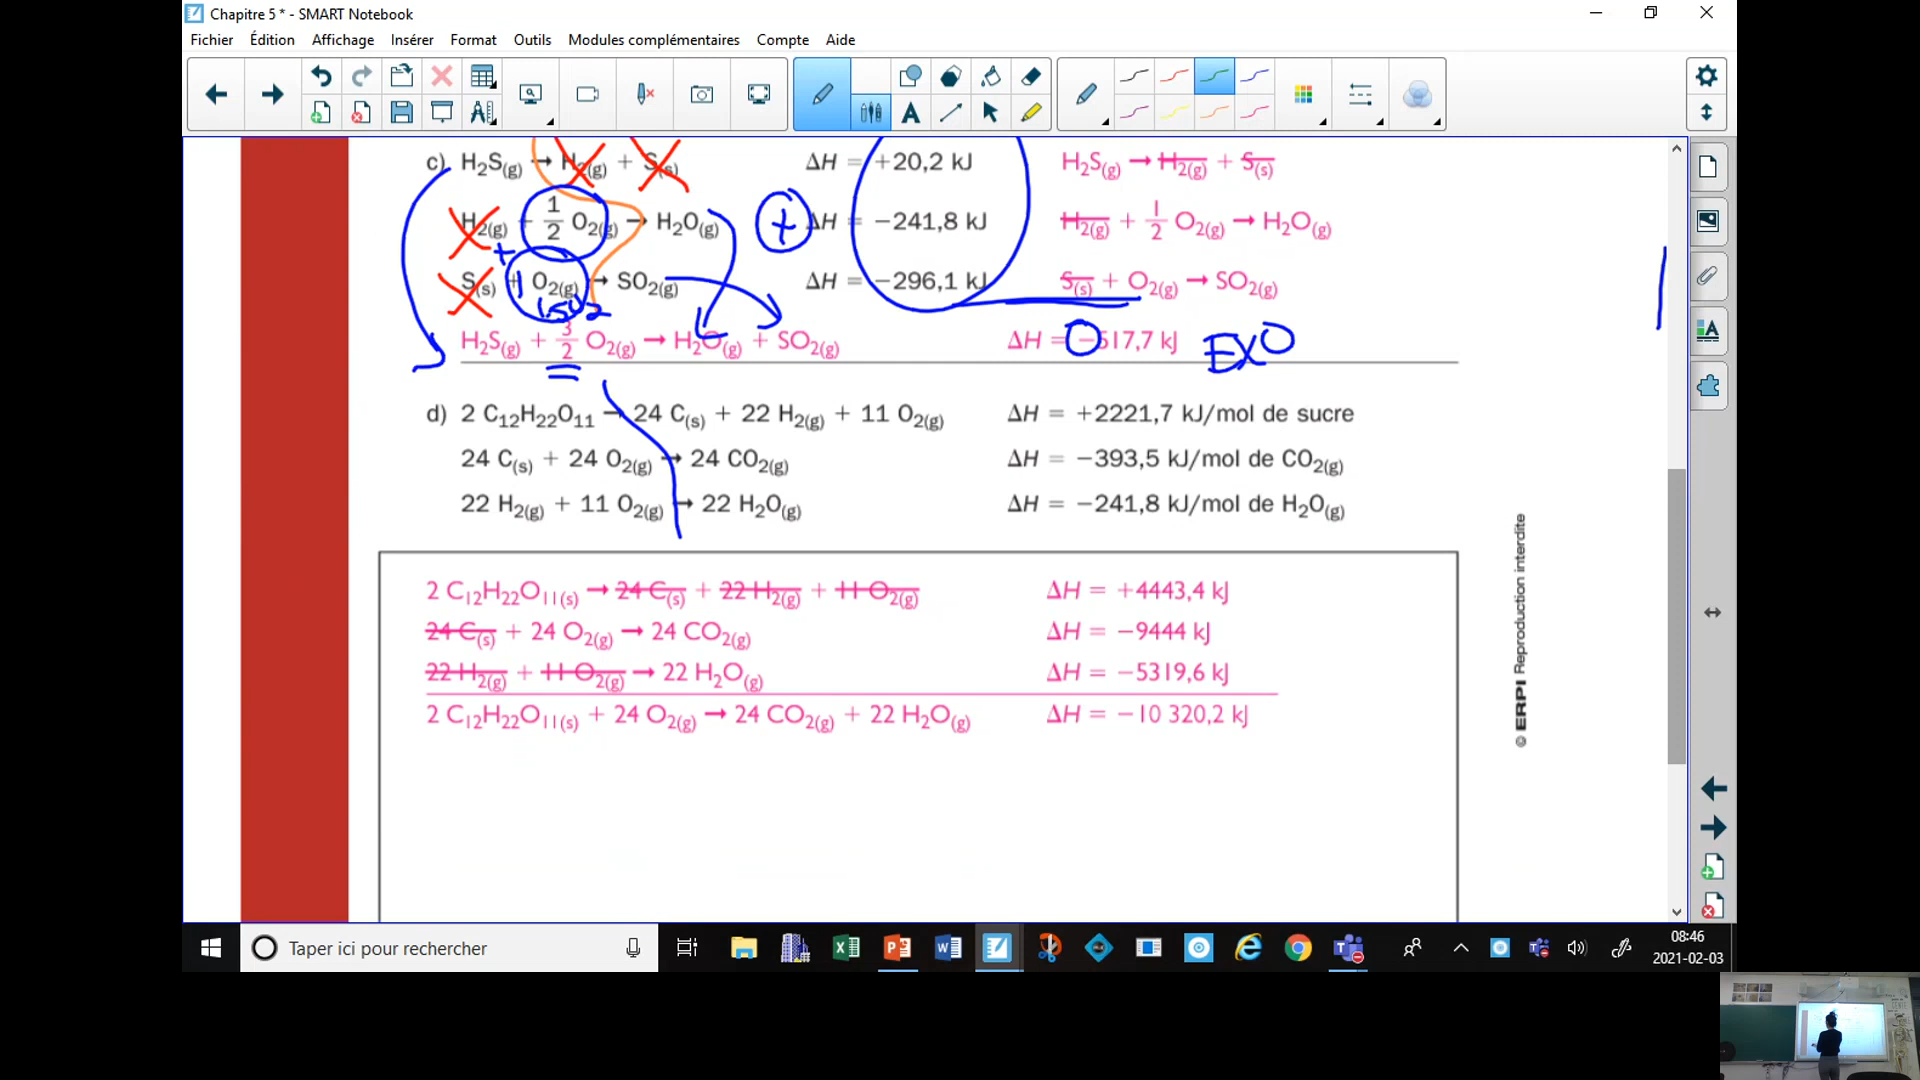 Chapitre 5 * - SMART Notebook
Fichier Édition Affichage Insérer Format Outils Modules complémentaires Compte Aide
c) H₂S(g) → H₂(g) + S(s) ΔH = +20,2 kJ H₂S(g) → H₂(g) + S(s)
H₂(g) + 1/2 O₂(g) → H₂O(g) + ΔH = −241,8 kJ H₂(g) + 1/2 O₂(g) → H₂O(g)
+
S(s) + 1 O₂(g) → SO₂(g) ΔH = −296,1 kJ S(s) + O₂(g) → SO₂(g)
H₂S(g) + 3/2 O₂(g) → H₂O(g) + SO₂(g) ΔH = −517,7 kJ EXO
d) 2 C₁₂H₂₂O₁₁ → 24 C(s) + 22 H₂(g) + 11 O₂(g) ΔH = +2221,7 kJ/mol de sucre
24 C(s) + 24 O₂(g) → 24 CO₂(g) ΔH = −393,5 kJ/mol de CO₂(g)
22 H₂(g) + 11 O₂(g) → 22 H₂O(g) ΔH = −241,8 kJ/mol de H₂O(g)
2 C₁₂H₂₂O₁₁(s) → 24 C(s) + 22 H₂(g) + 11 O₂(g) ΔH = +4443,4 kJ
24 C(s) + 24 O₂(g) → 24 CO₂(g) ΔH = −9444 kJ
22 H₂(g) + 11 O₂(g) → 22 H₂O(g) ΔH = −5319,6 kJ
2 C₁₂H₂₂O₁₁(s) + 24 O₂(g) → 24 CO₂(g) + 22 H₂O(g) ΔH = −10 320,2 kJ
© ERPI Reproduction interdite
Taper ici pour rechercher
08:46
2021-02-03